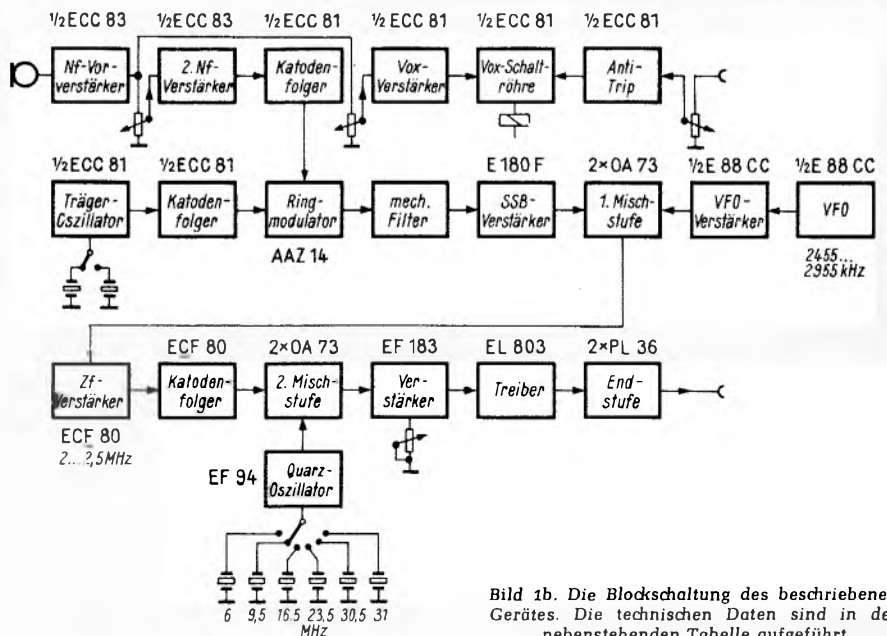 ½ECC 83 ½ECC 83 ½ECC 81 ½ECC 81 ½ECC 81 ½ECC 81
Nf-Vor-
verstärker
2. Nf-
Verstärker
Katoden-
folger
Vox-
Verstärker
Vox-Schalt-
röhre
Anti-
Trip
½ECC 81 ½ECC 81 E 180 F 2×OA 73 ½E 88 CC ½E 88 CC
Träger-
Oszillator
Katoden-
folger
Ring-
modulator
mech.
Filter
SSB-
Verstärker
1. Misch-
stufe
VFO-
Verstärker
VFO
AAZ 14
2455...
2955 kHz
ECF 80 2×OA 73 EF 183 EL 803 2×PL 36
Zf-
Verstärker
Katoden-
folger
2. Misch-
stufe
Ver-
stärker
Treiber
End-
stufe
ECF 80
2...2,5MHz
EF 94
Quarz-
Oszillator
6 9,5 16,5 23,5 30,5 31
MHz
Bild 1b. Die Blockschaltung des beschriebene
Gerätes. Die technischen Daten sind in de
nebenstehenden Tabelle aufgeführt